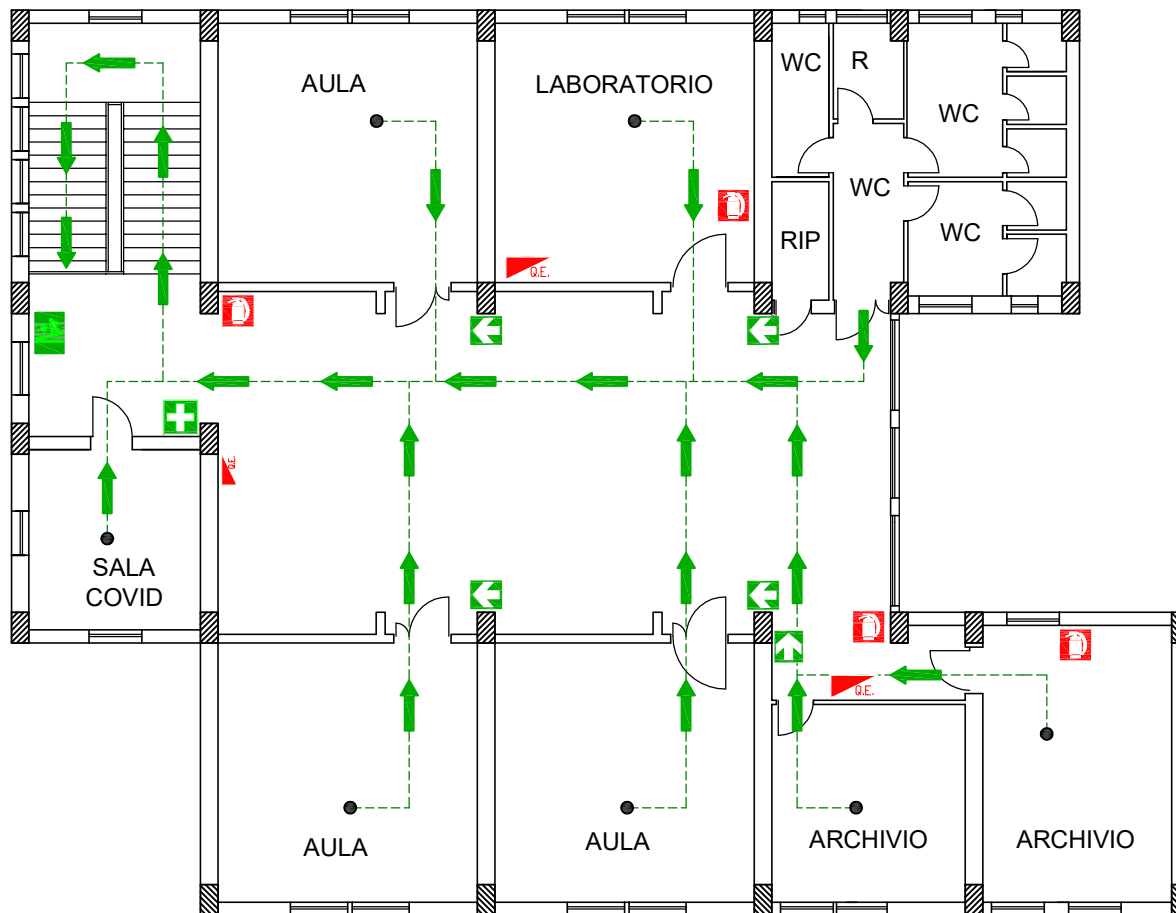 AULA
LABORATORIO
WC
R
WC
WC
WC
RIP
Q.E.
Q.E.
SALA
COVID
Q.E.
AULA
AULA
ARCHIVIO
ARCHIVIO